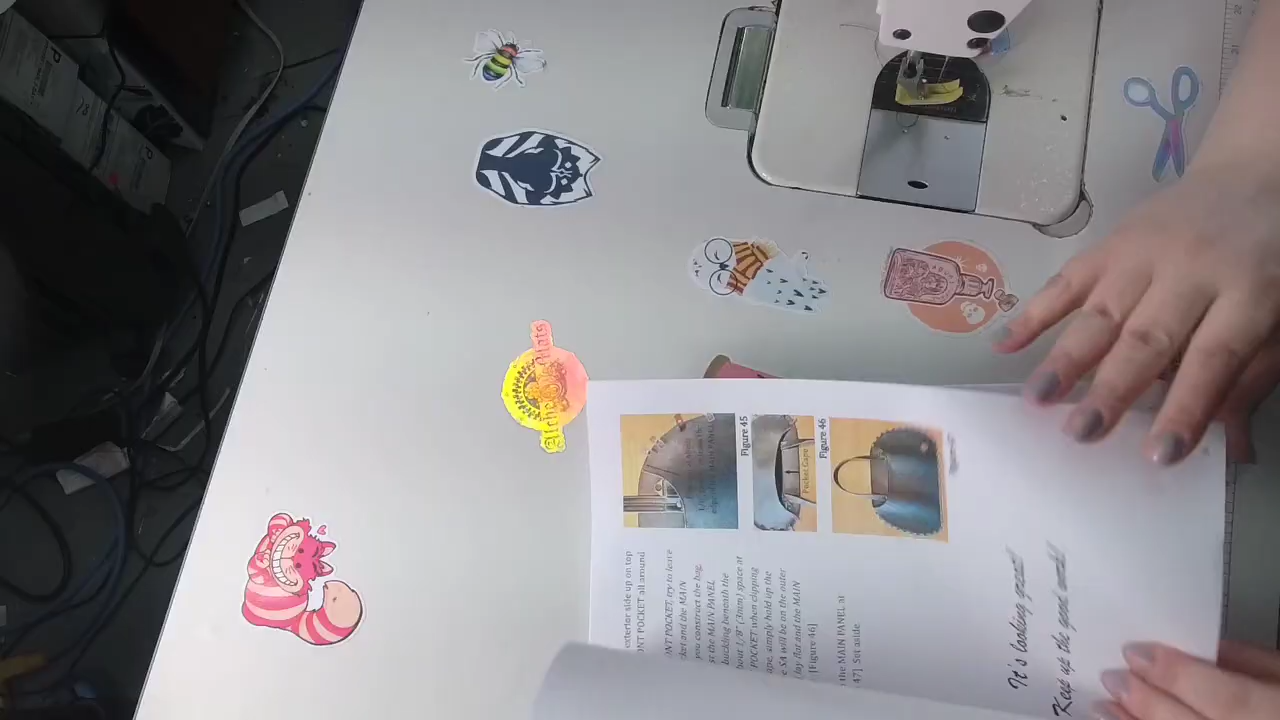 Figure 45
Pocket Gape
Figure 46
exterior side up on top
NT POCKET all around
NT POCKET, try to leave
ket and the MAIN
you construct the bag,
st the MAIN PANEL
buckling beneath the
bout 1/8" (3mm) space at
POCKET when clipping
ape, simply hold up the
e SA will be on the outer
lay flat and the MAIN
[Figure 46]
the MAIN PANEL at
47] Set aside.
It's looking great!
Keep up the good work!